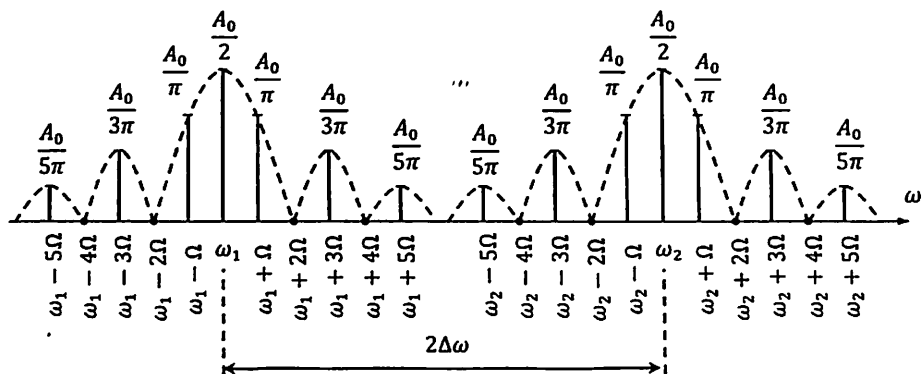 A₀/2 A₀/2
A₀/π A₀/π A₀/π A₀/π
A₀/3π A₀/3π A₀/3π A₀/3π
A₀/5π A₀/5π A₀/5π A₀/5π
ω
ω₁ − 5Ω
ω₁ − 4Ω
ω₁ − 3Ω
ω₁ − 2Ω
ω₁ − Ω
ω₁
ω₁ + Ω
ω₁ + 2Ω
ω₁ + 3Ω
ω₁ + 4Ω
ω₁ + 5Ω
ω₂ − 5Ω
ω₂ − 4Ω
ω₂ − 3Ω
ω₂ − 2Ω
ω₂ − Ω
ω₂
ω₂ + Ω
ω₂ + 2Ω
ω₂ + 3Ω
ω₂ + 4Ω
ω₂ + 5Ω
2Δω